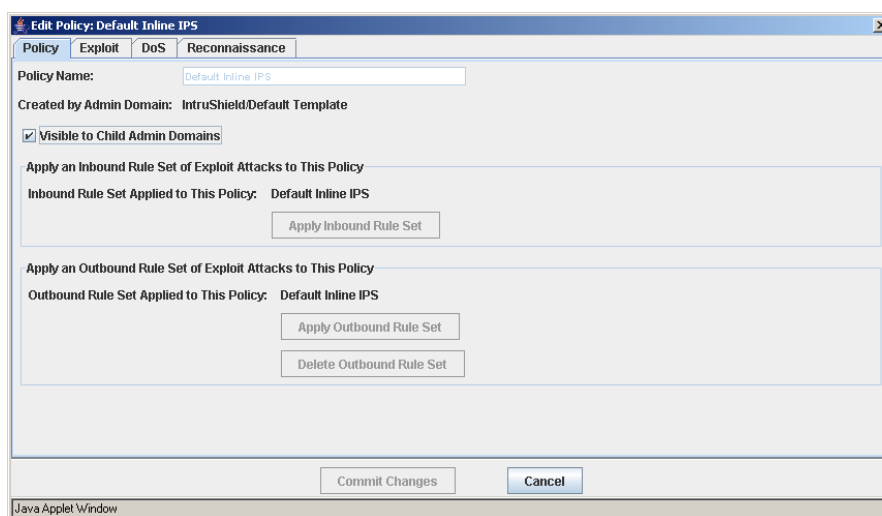 Edit Policy: Default Inline IPS
Policy Exploit DoS Reconnaissance
Policy Name: Default Inline IPS
Created by Admin Domain: IntruShield/Default Template
Visible to Child Admin Domains
Apply an Inbound Rule Set of Exploit Attacks to This Policy
Inbound Rule Set Applied to This Policy: Default Inline IPS
Apply Inbound Rule Set
Apply an Outbound Rule Set of Exploit Attacks to This Policy
Outbound Rule Set Applied to This Policy: Default Inline IPS
Apply Outbound Rule Set
Delete Outbound Rule Set
Commit Changes Cancel
Java Applet Window